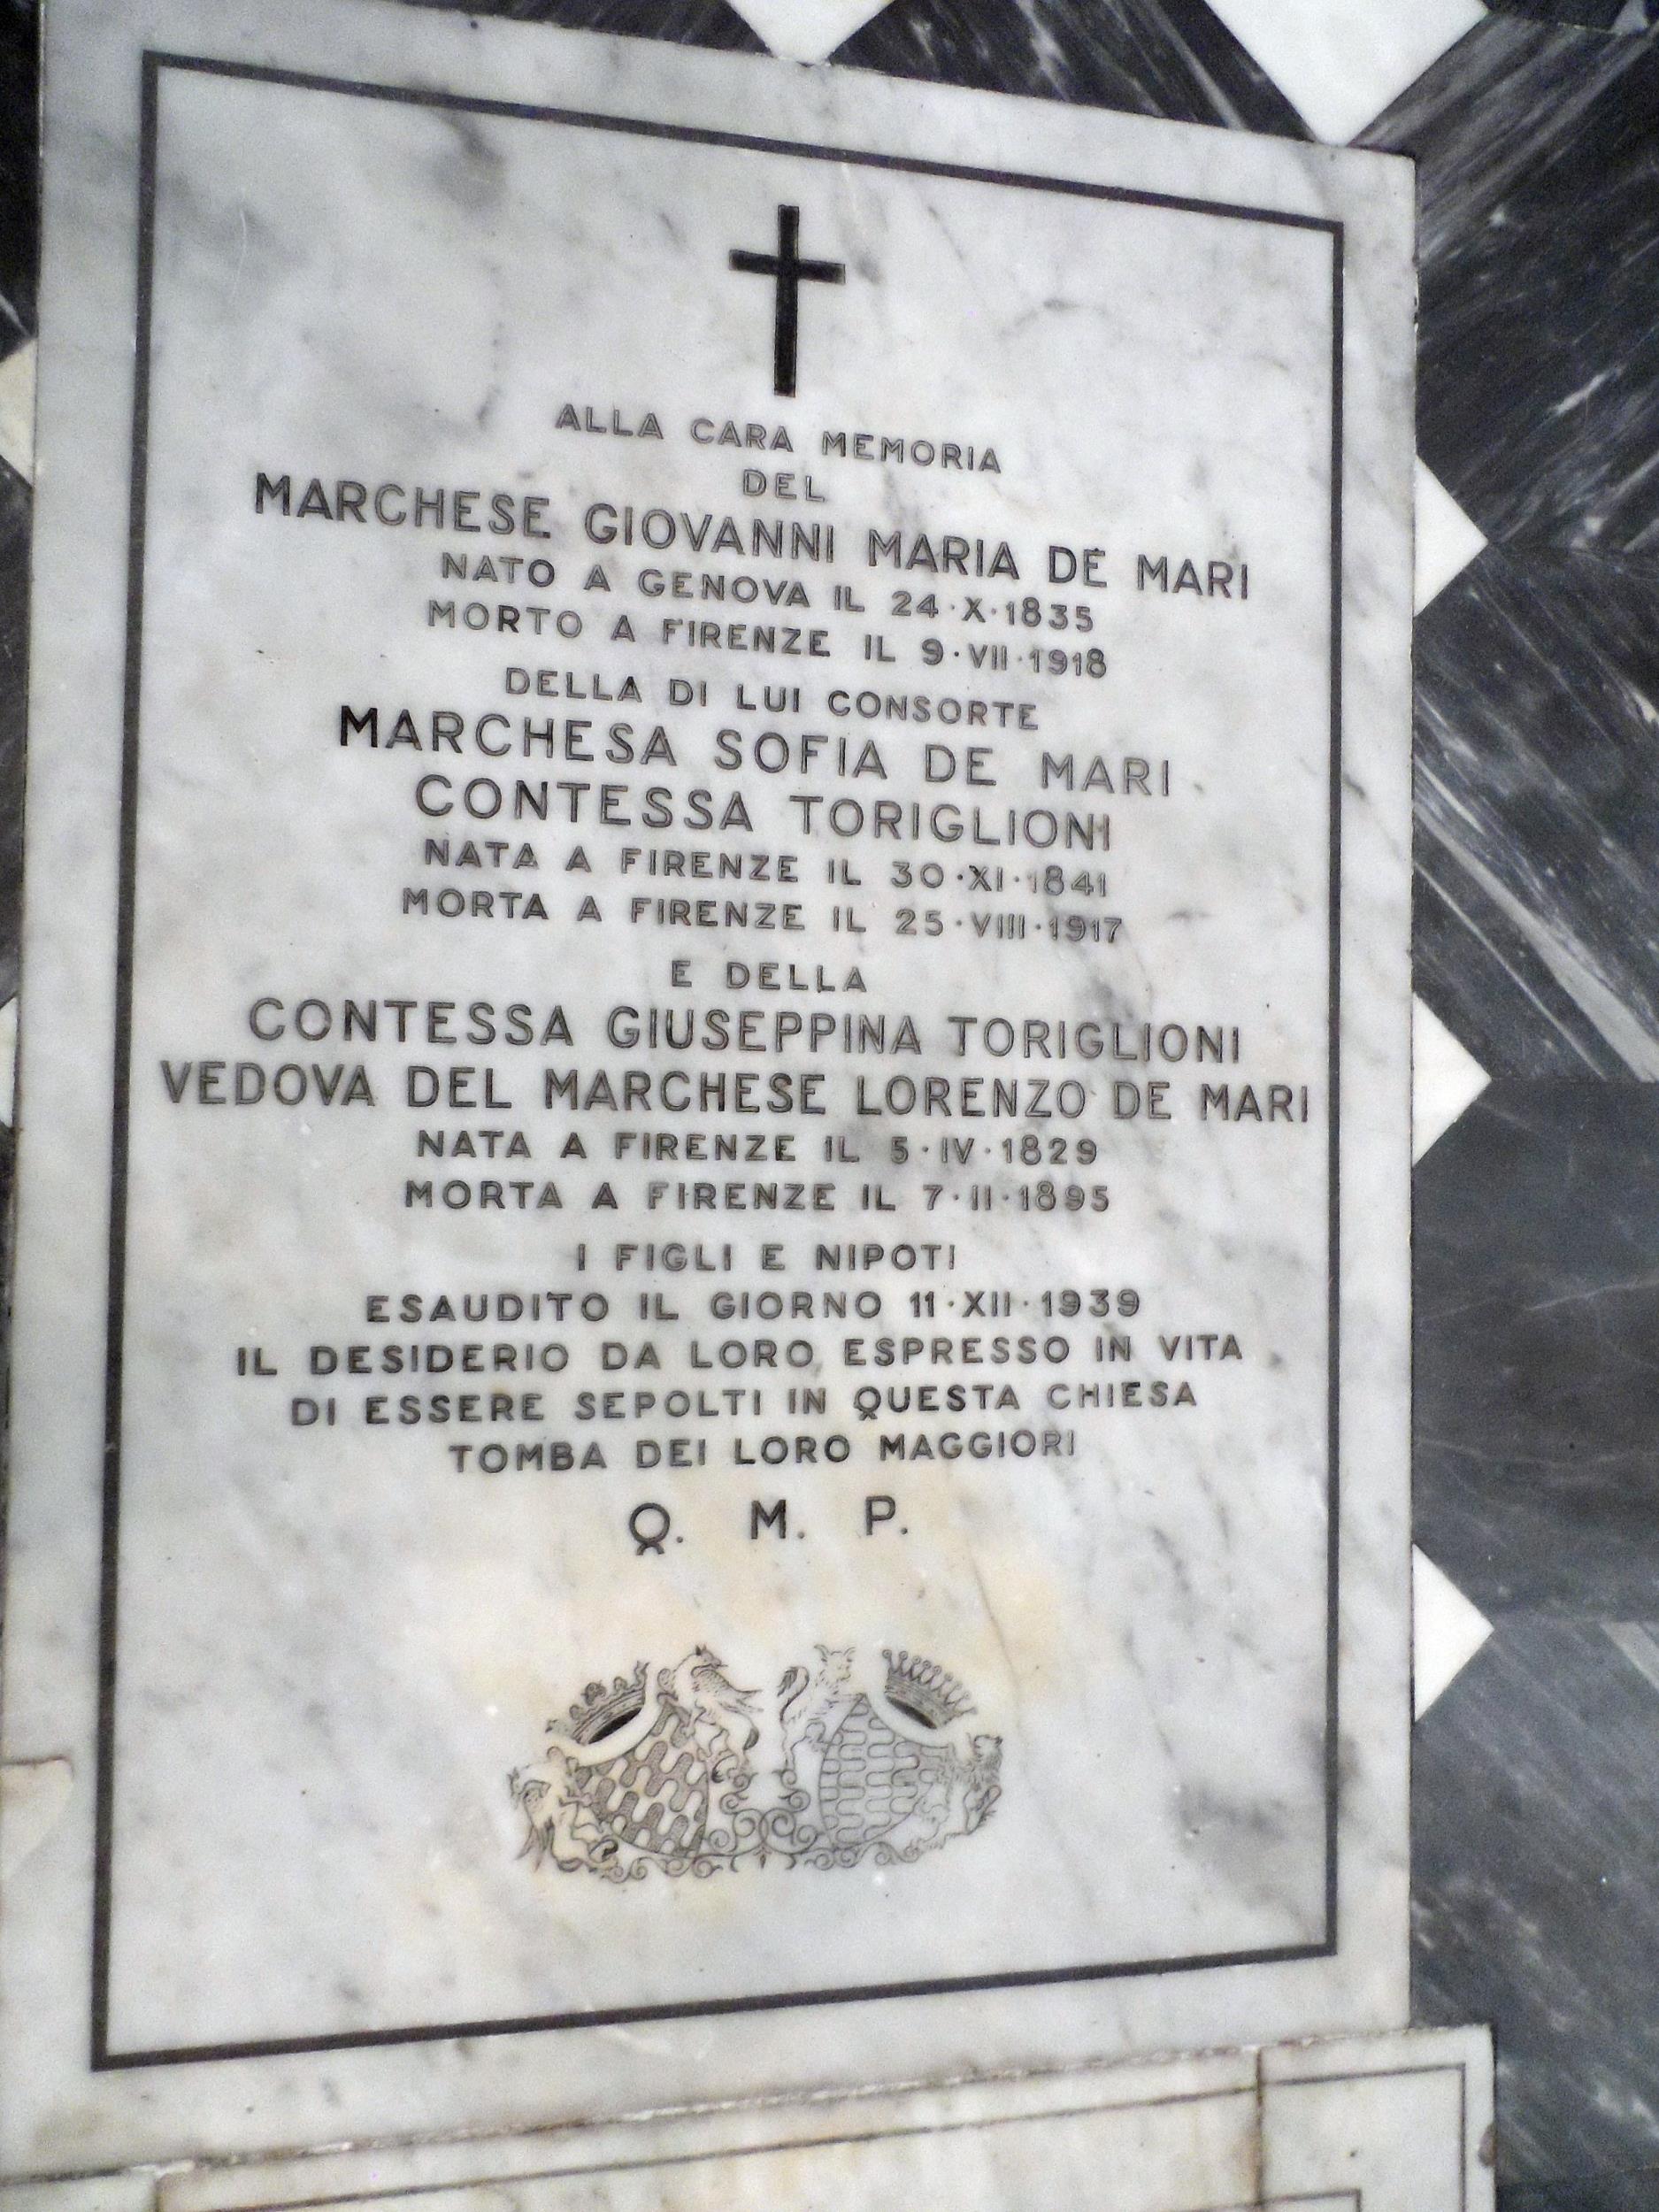 ALLA CARA MEMORIA
DEL
MARCHESE GIOVANNI MARIA DE MARI
NATO A GENOVA IL 24·X·1835
MORTO A FIRENZE IL 9·VII·1918
DELLA DI LUI CONSORTE
MARCHESA SOFIA DE MARI
CONTESSA TORIGLIONI
NATA A FIRENZE IL 30·XI·1841
MORTA A FIRENZE IL 25·VIII·1917
E DELLA
CONTESSA GIUSEPPINA TORIGLIONI
VEDOVA DEL MARCHESE LORENZO DE MARI
NATA A FIRENZE IL 5·IV·1829
MORTA A FIRENZE IL 7·II·1895
I FIGLI E NIPOTI
ESAUDITO IL GIORNO 11·XII·1939
IL DESIDERIO DA LORO ESPRESSO IN VITA
DI ESSERE SEPOLTI IN QUESTA CHIESA
TOMBA DEI LORO MAGGIORI
Q. M. P.